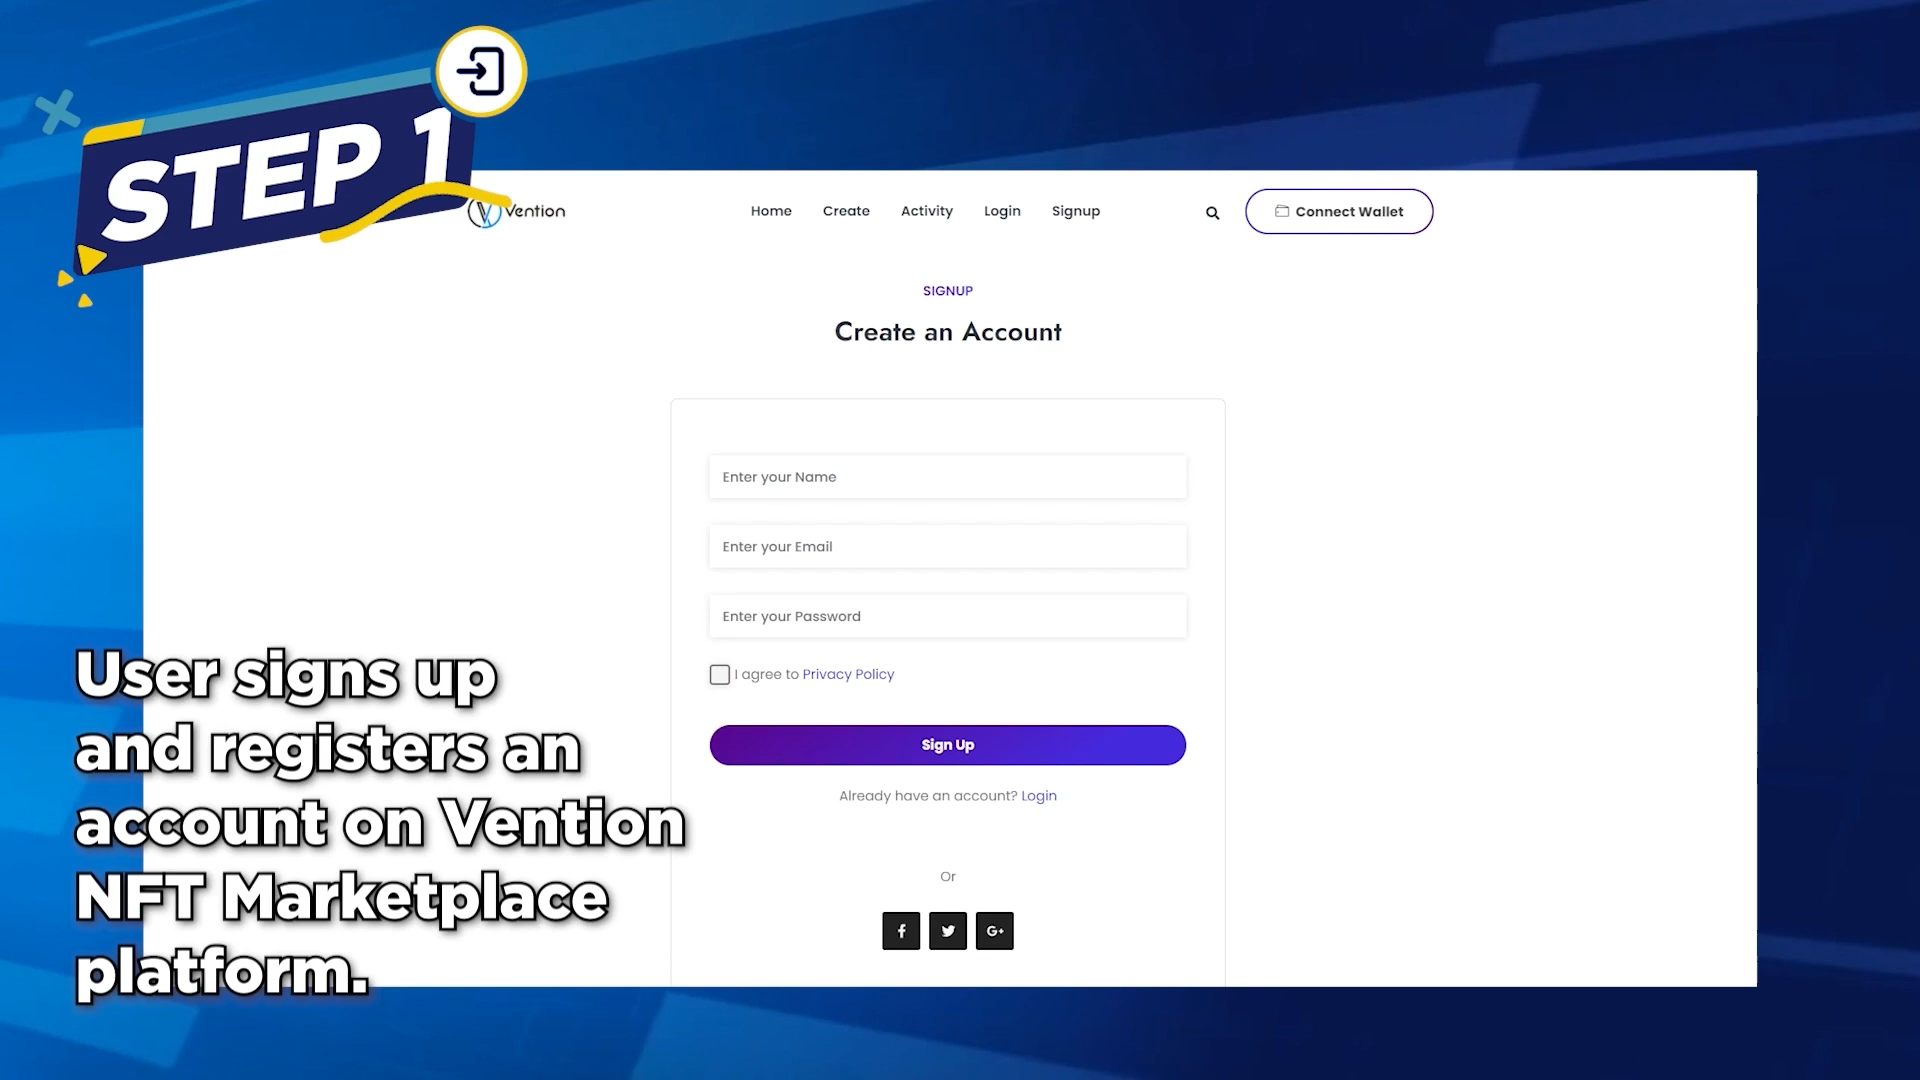 STEP 1
Vention
Home Create Activity Login Signup
Connect Wallet
SIGNUP
Create an Account
Enter your Name
Enter your Email
Enter your Password
I agree to Privacy Policy
Sign Up
Already have an account? Login
Or
f G+
User signs up
and registers an
account on Vention
NFT Marketplace
platform.